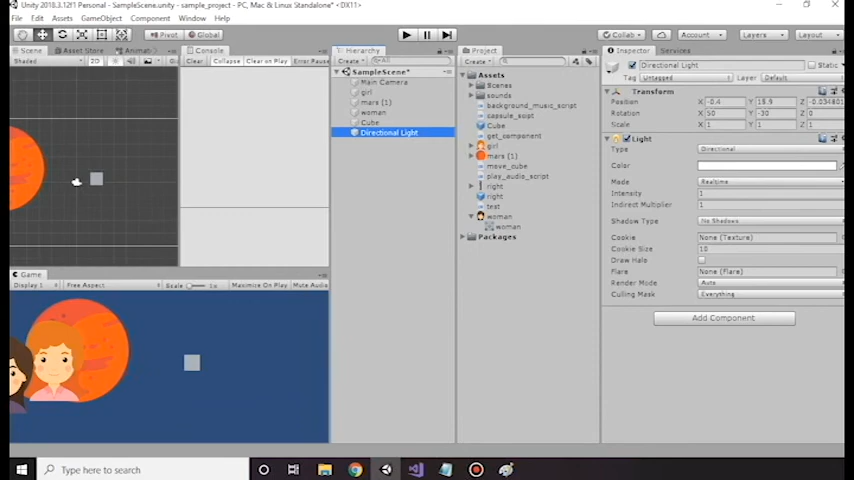 Unity 2018.3.12f1 Personal - SampleScene.unity - sample_project - PC, Mac & Linux Standalone* <DX11>
File Edit Assets GameObject Component Window Help
Pivot Global Collab Account Layers Layout
Scene Asset Store Animati Console Hierarchy Project Inspector Services
Shaded 2D Clear Collapse Clear on Play Error Pause Create All Create Directional Light Static
SampleScene* Assets Tag Untagged Layer Default
Main Camera Scenes Transform
girl sounds Position X -0.4 Y 15.9 Z -0.034801
mars (1) background_music_script Rotation X 50 Y -30 Z 0
woman capsule_sript Scale X 1 Y 1 Z 1
Cube Cube Light
Directional Light get_component Type Directional
girl Color
mars (1)
move_cube Mode Realtime
play_audio_script Intensity 1
right Indirect Multiplier 1
right
test Shadow Type No Shadows
woman Cookie None (Texture)
woman Cookie Size 10
Packages Draw Halo
Flare None (Flare)
Game Render Mode Auto
Display 1 Free Aspect Scale 1x Maximize On Play Mute Audio Culling Mask Everything
Add Component
Type here to search